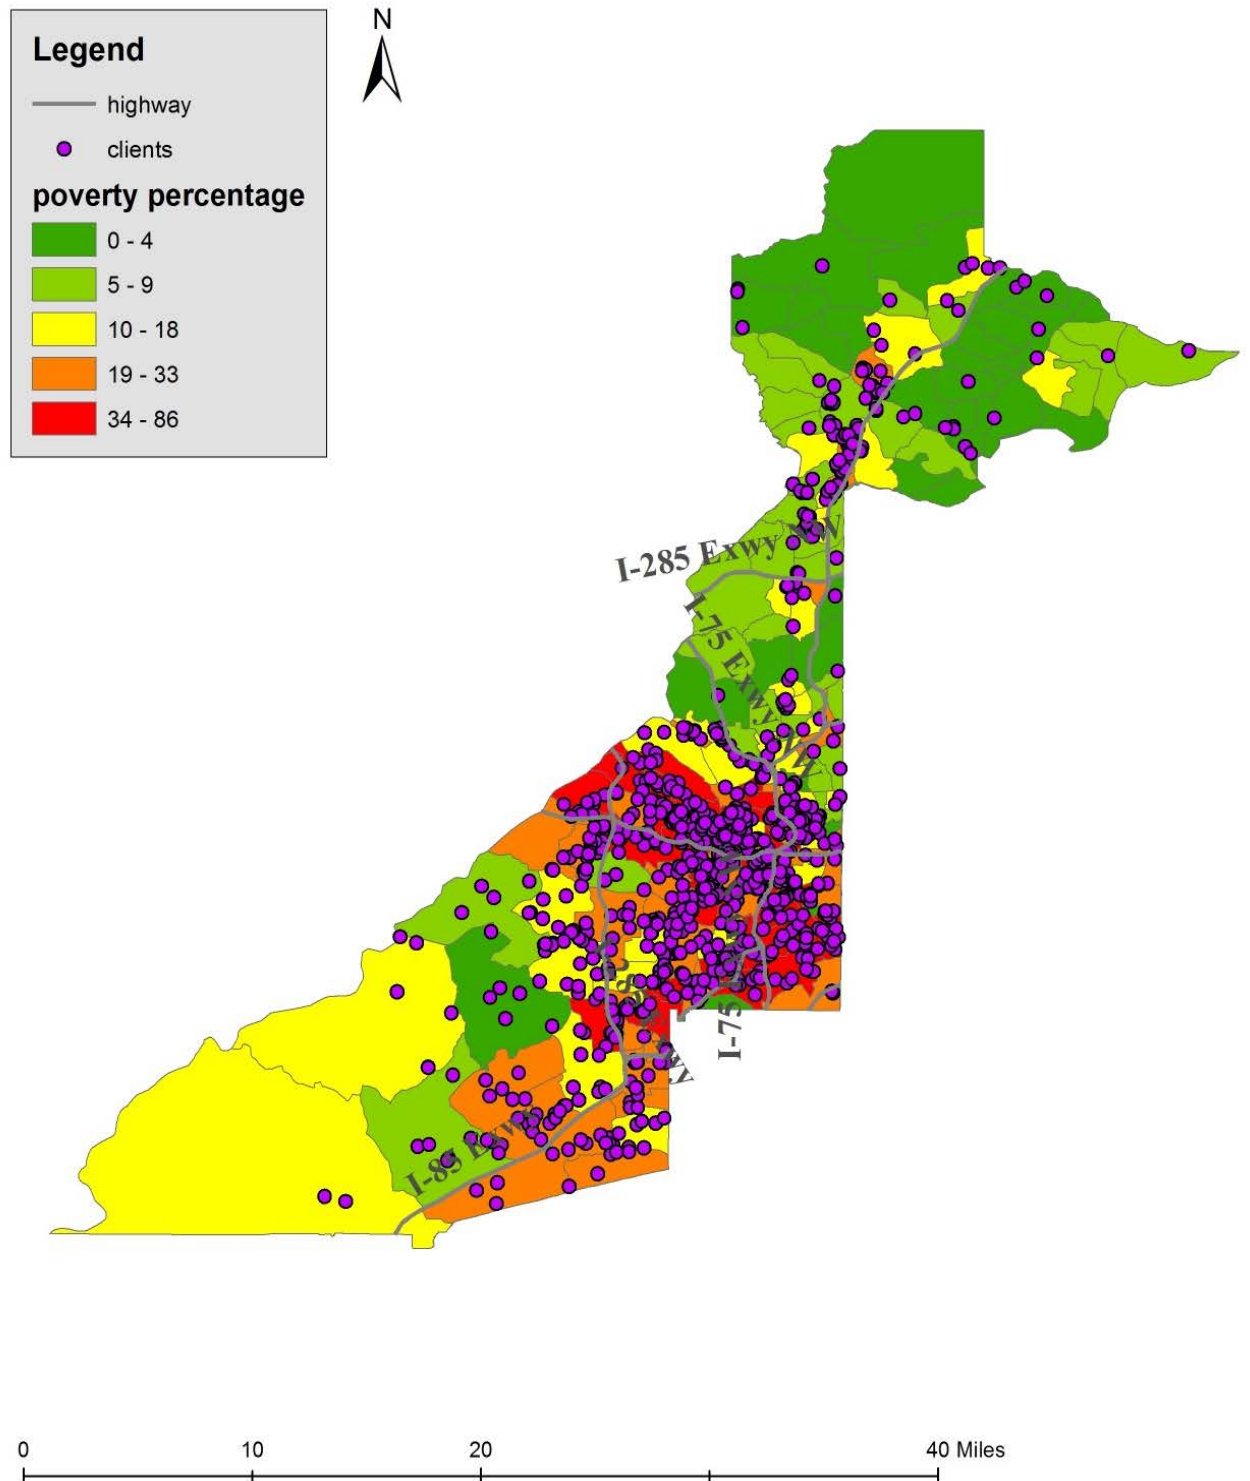 N
Legend
highway
clients
poverty percentage
0 - 4
5 - 9
10 - 18
19 - 33
34 - 86
I-285 Exwy NW
I-75 Exwy NW
I-75
I-85 Exwy
0 10 20 40 Miles